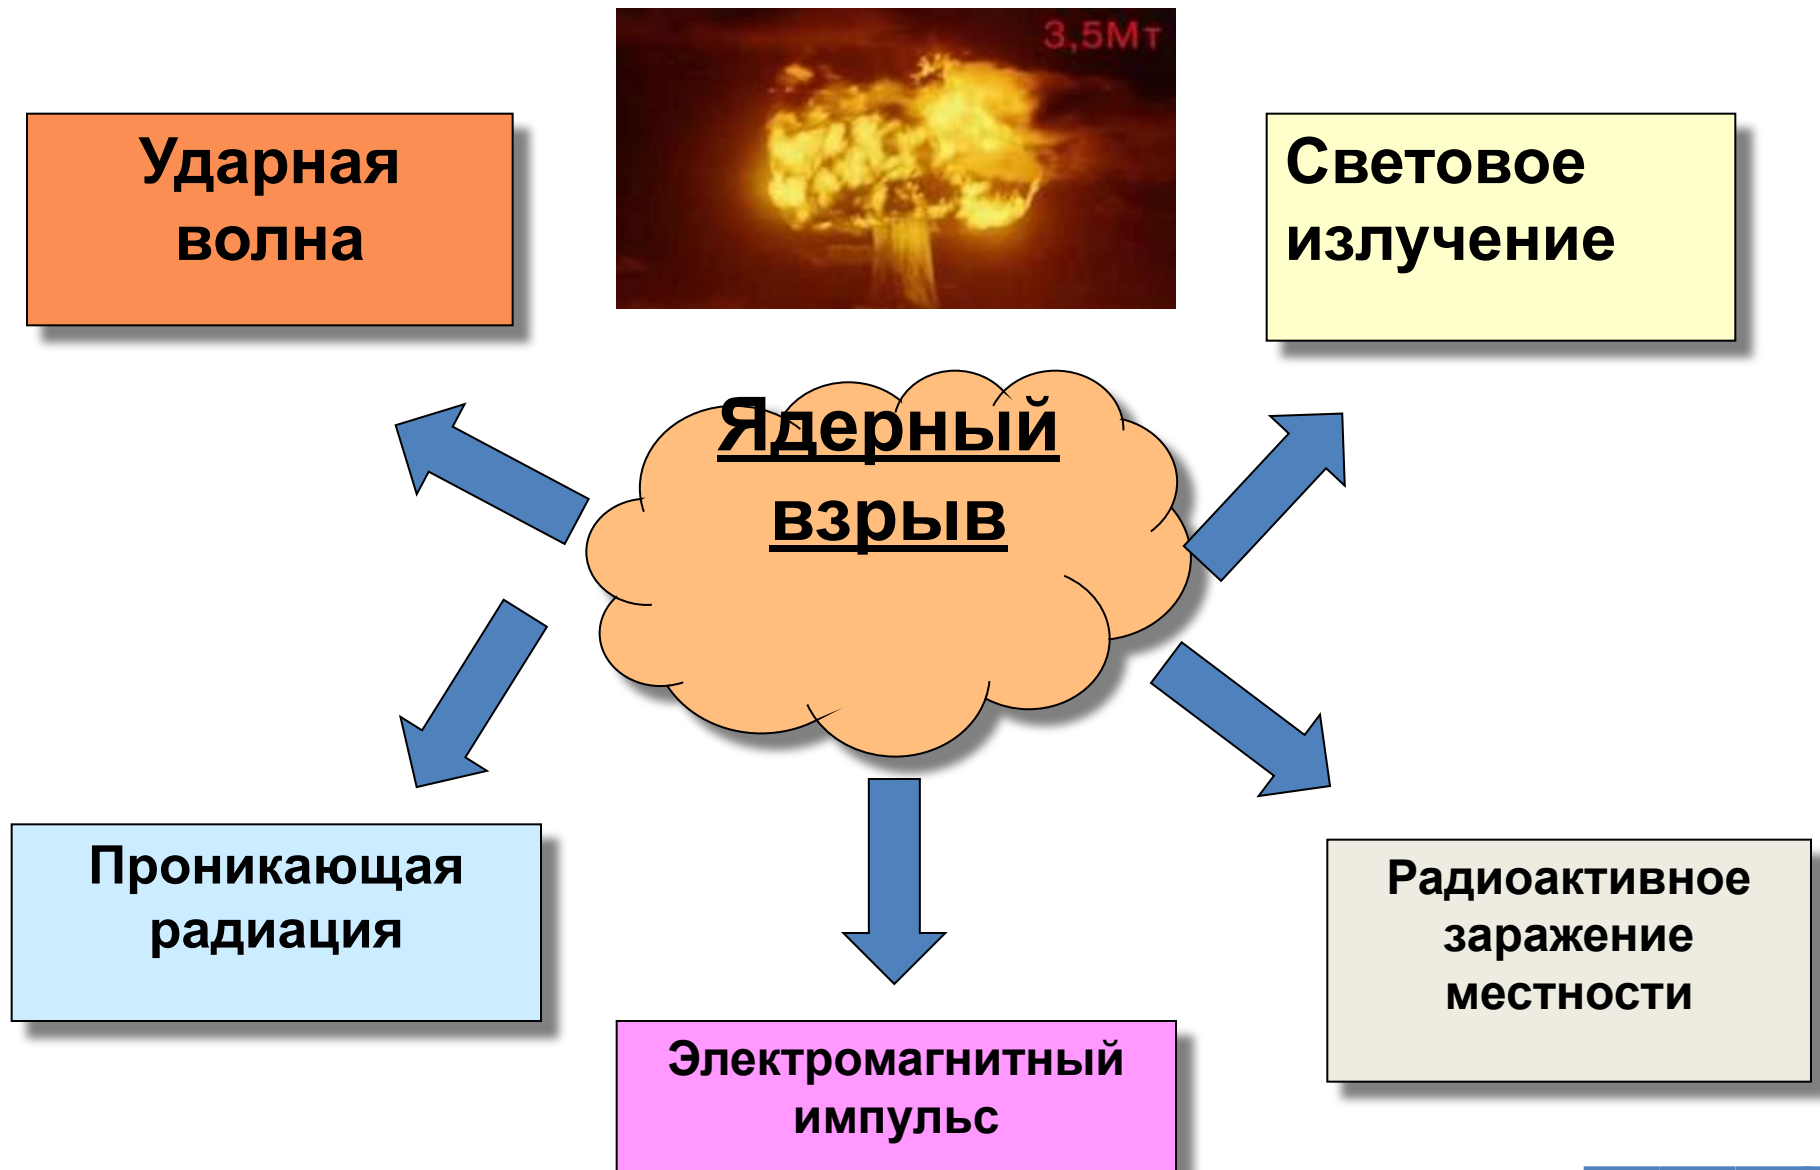 3,5Мт
Ударная
волна
Световое
излучение
Ядерный
взрыв
Проникающая
радиация
Радиоактивное
заражение
местности
Электромагнитный
импульс